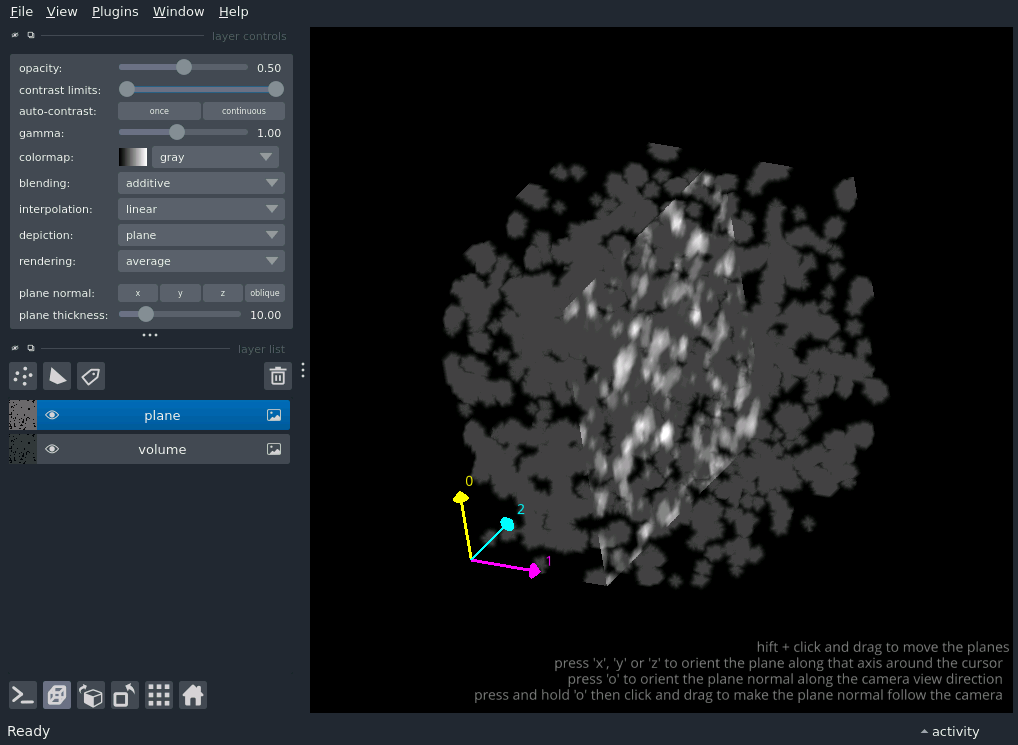 File View Plugins Window Help
layer controls
opacity: 0.50
contrast limits:
auto-contrast: once continuous
gamma: 1.00
colormap: gray
blending: additive
interpolation: linear
depiction: plane
rendering: average
plane normal: x y z oblique
plane thickness: 10.00
layer list
plane
volume
0
2
1
hift + click and drag to move the planes
press 'x', 'y' or 'z' to orient the plane along that axis around the cursor
press 'o' to orient the plane normal along the camera view direction
press and hold 'o' then click and drag to make the plane normal follow the camera
Ready activity